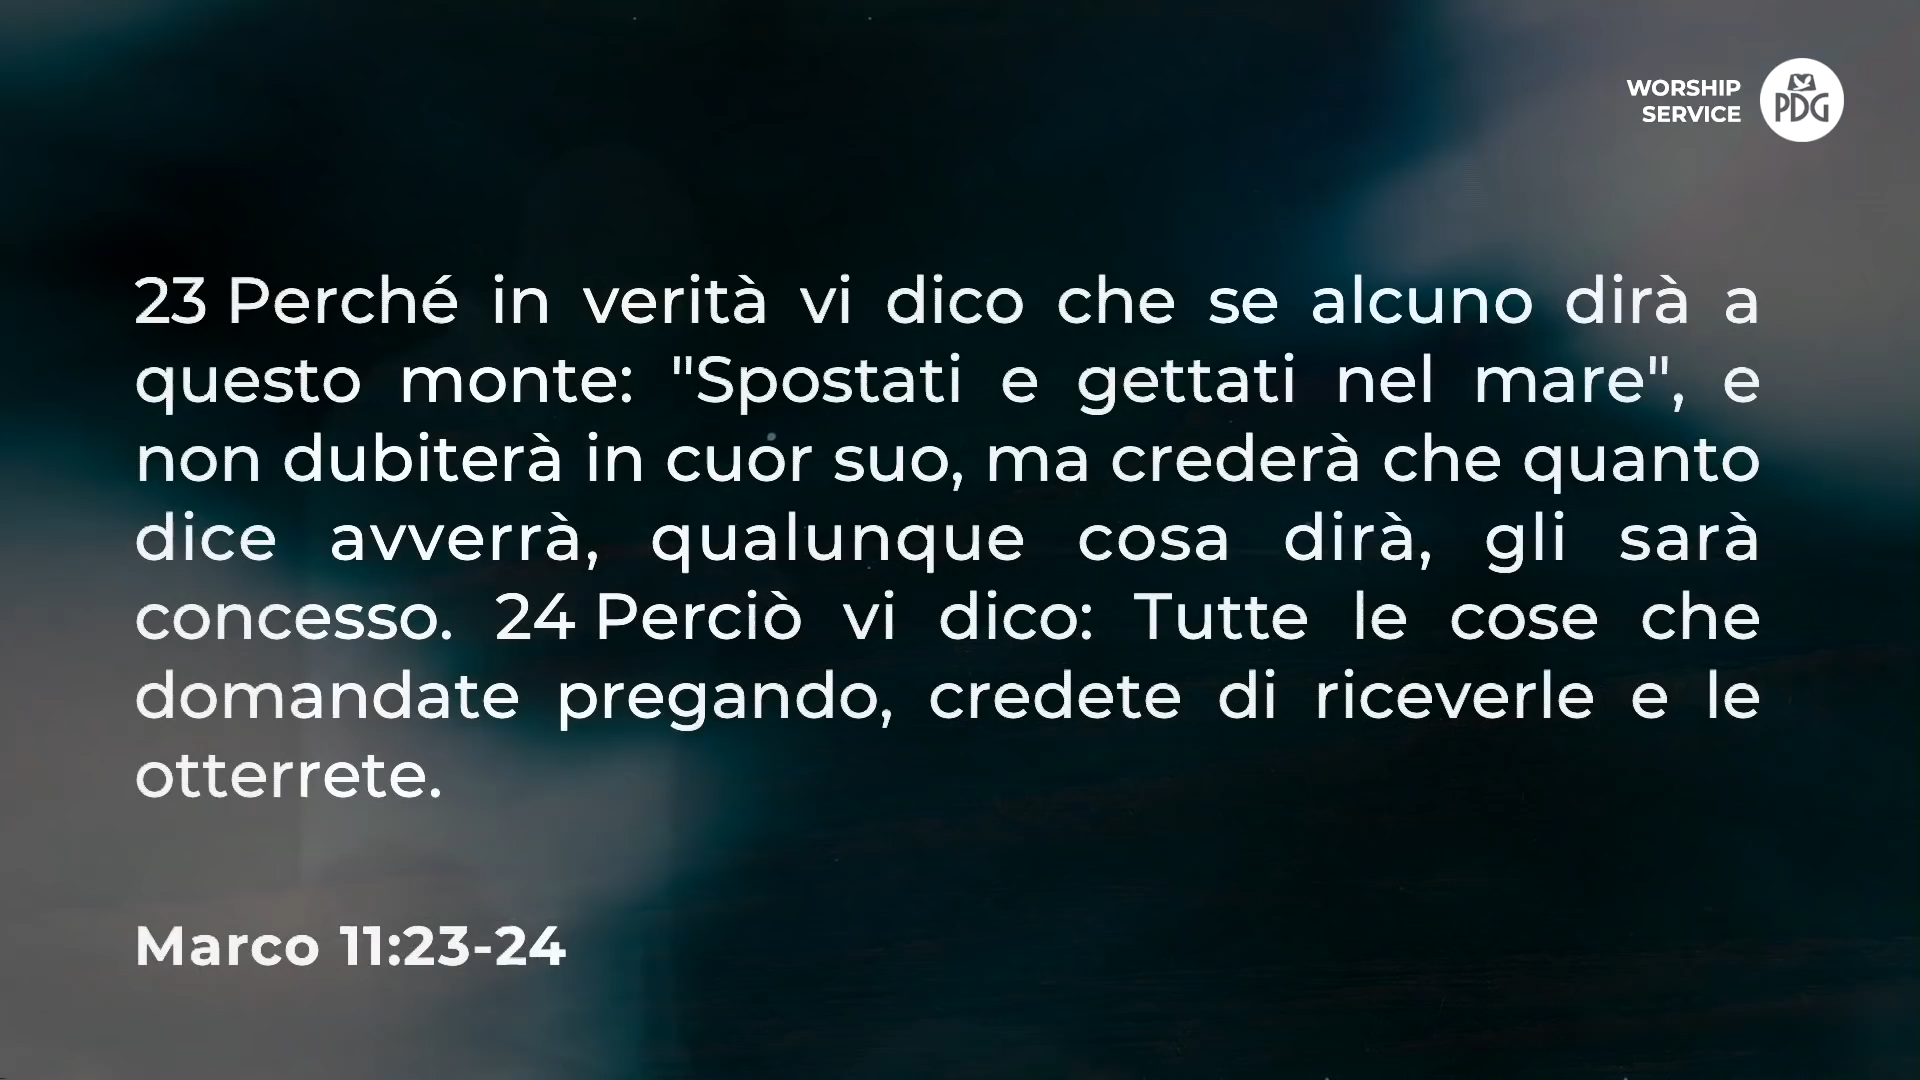 WORSHIP
SERVICE
PDG
23 Perché in verità vi dico che se alcuno dirà a
questo monte: "Spostati e gettati nel mare", e
non dubiterà in cuor suo, ma crederà che quanto
dice avverrà, qualunque cosa dirà, gli sarà
concesso. 24 Perciò vi dico: Tutte le cose che
domandate pregando, credete di riceverle e le
otterrete.
Marco 11:23-24